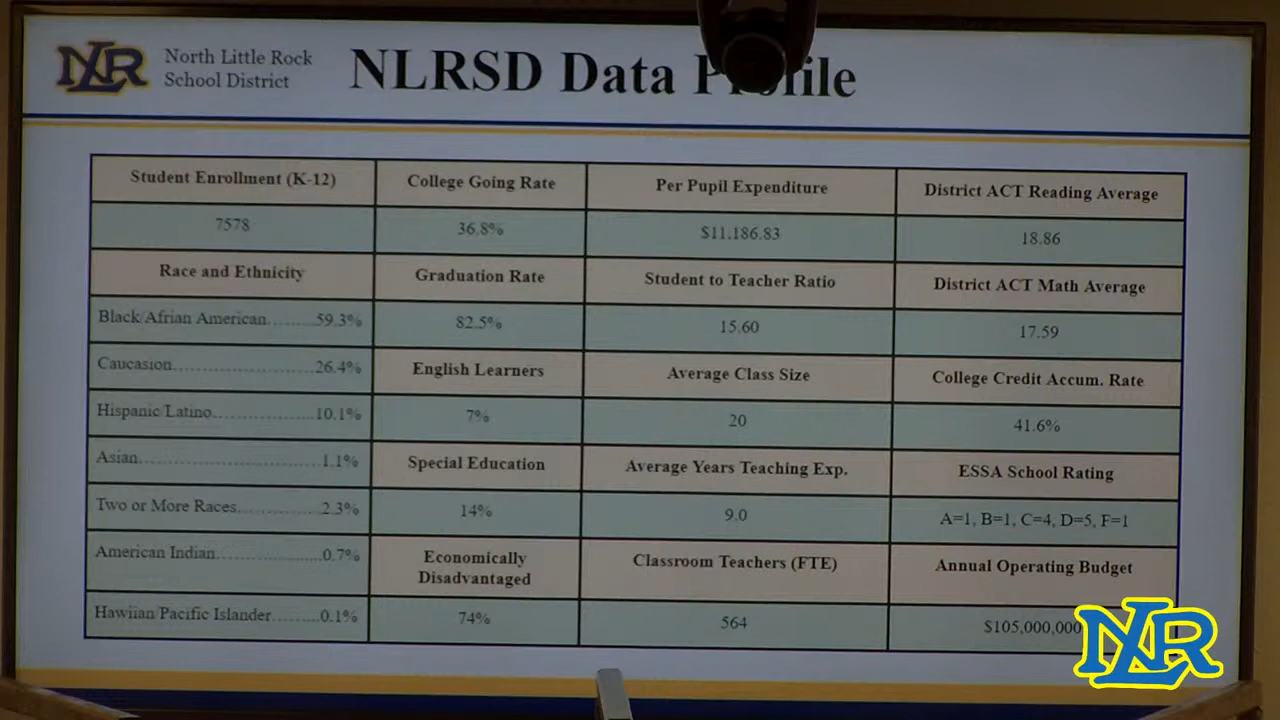 NLR
North Little Rock
School District
NLRSD Data
Student Enrollment (K-12)
College Going Rate
Per Pupil Expenditure
District ACT Reading Average
7578
36.8%
$11,186.83
18.86
Race and Ethnicity
Graduation Rate
Student to Teacher Ratio
District ACT Math Average
Black/Afrian American........59.3%
82.5%
15.60
17.59
Caucasion.........................26.4%
English Learners
Average Class Size
College Credit Accum. Rate
Hispanic/Latino..................10.1%
7%
20
41.6%
Asian................................1.1%
Special Education
Average Years Teaching Exp.
ESSA School Rating
Two or More Races..............2.3%
14%
9.0
A=1, B=1, C=4, D=5, F=1
American Indian..................0.7%
Economically
Disadvantaged
Classroom Teachers (FTE)
Annual Operating Budget
Hawiian/Pacific Islander........0.1%
74%
564
$105,000,000
NLR